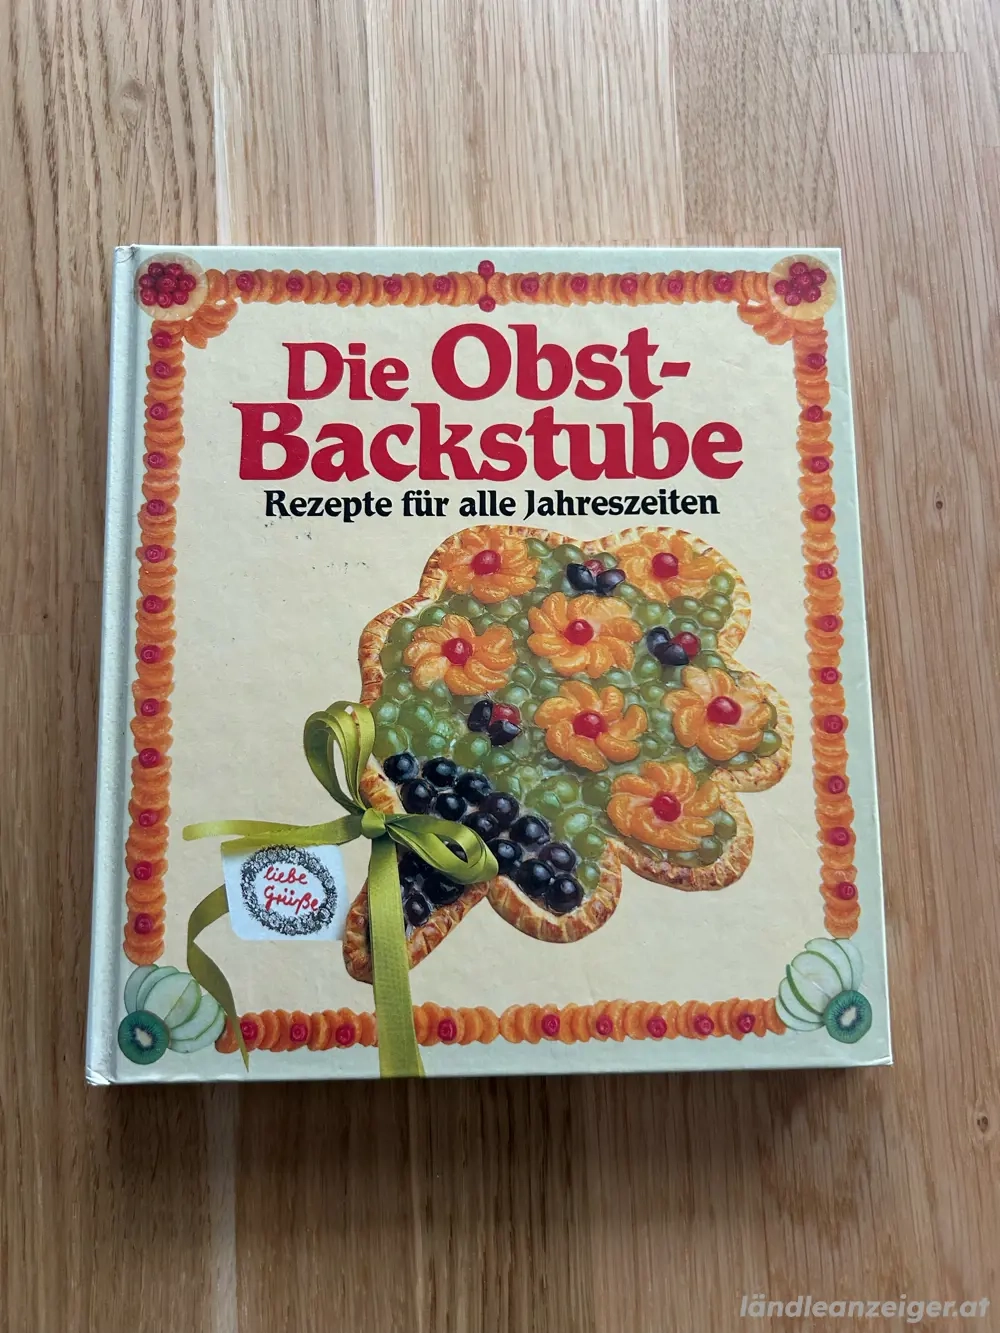 Die Obst-
Backstube
Rezepte für alle Jahreszeiten
liebe
Grüße
ländleanzeiger.at